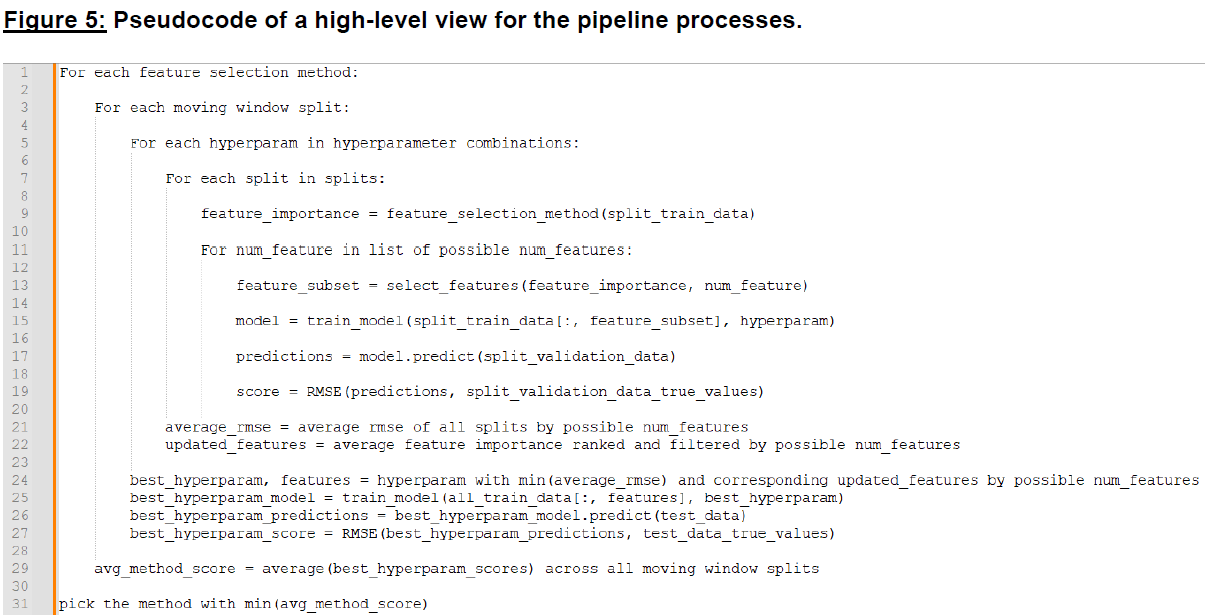 Figure 5: Pseudocode of a high-level view for the pipeline processes.
1 For each feature selection method:
2
3 For each moving window split:
4
5 For each hyperparam in hyperparameter combinations:
6
7 For each split in splits:
8
9 feature_importance = feature_selection_method(split_train_data)
10
11 For num_feature in list of possible num_features:
12
13 feature_subset = select_features(feature_importance, num_feature)
14
15 model = train_model(split_train_data[:, feature_subset], hyperparam)
16
17 predictions = model.predict(split_validation_data)
18
19 score = RMSE(predictions, split_validation_data_true_values)
20
21 average_rmse = average rmse of all splits by possible num_features
22 updated_features = average feature importance ranked and filtered by possible num_features
23
24 best_hyperparam, features = hyperparam with min(average_rmse) and corresponding updated_features by possible num_features
25 best_hyperparam_model = train_model(all_train_data[:, features], best_hyperparam)
26 best_hyperparam_predictions = best_hyperparam_model.predict(test_data)
27 best_hyperparam_score = RMSE(best_hyperparam_predictions, test_data_true_values)
28
29 avg_method_score = average(best_hyperparam_scores) across all moving window splits
30
31 pick the method with min(avg_method_score)